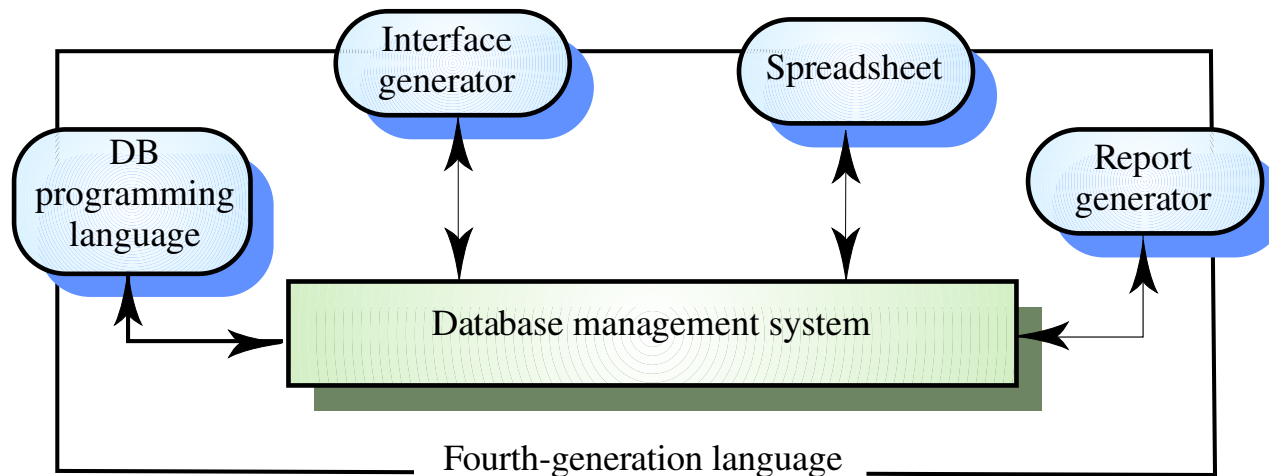 Interface
generator
Spreadsheet
DB
programming
language
Report
generator
Database management system
Fourth-generation language